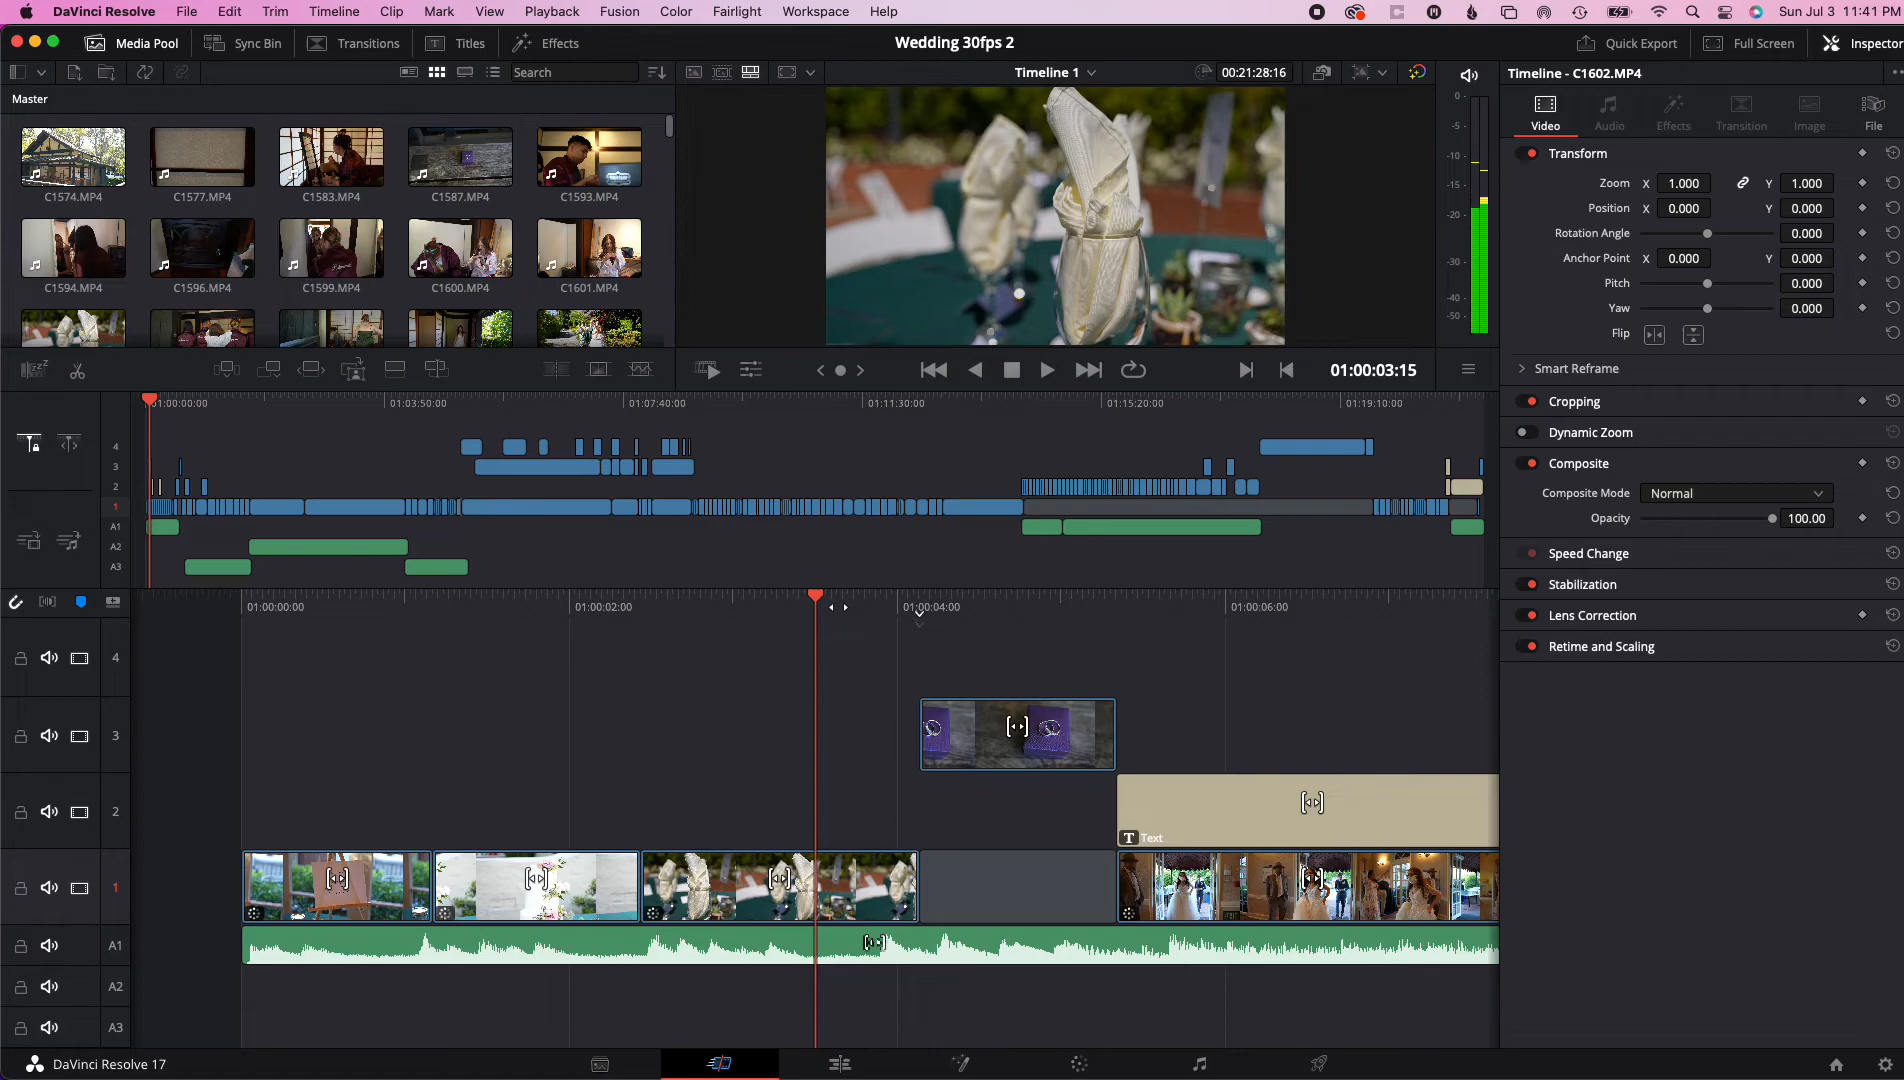 DaVinci Resolve File Edit Trim Timeline Clip Mark View Playback Fusion Color Fairlight Workspace Help Sun Jul 3 11:41 PM
Media Pool Sync Bin Transitions Titles Effects Wedding 30fps 2 Quick Export Full Screen Inspector
Search Timeline 1 00:21:28:16 Timeline - C1602.MP4
Master
Video Audio Effects Transition Image File
0
-5
-10
-15
-20
-30
-40
-50
C1574.MP4 C1577.MP4 C1583.MP4 C1587.MP4 C1593.MP4
C1594.MP4 C1596.MP4 C1599.MP4 C1600.MP4 C1601.MP4
Transform
Zoom X 1.000 Y 1.000
Position X 0.000 Y 0.000
Rotation Angle 0.000
Anchor Point X 0.000 Y 0.000
Pitch 0.000
Yaw 0.000
Flip
Smart Reframe
Cropping
Dynamic Zoom
Composite
Composite Mode Normal
Opacity 100.00
Speed Change
Stabilization
Lens Correction
Retime and Scaling
01:00:03:15
01:00:00:00 01:03:50:00 01:07:40:00 01:11:30:00 01:15:20:00 01:19:10:00
4
3
2
1
A1
A2
A3
01:00:00:00 01:00:02:00 01:00:04:00 01:00:06:00
4
3
2
T Text
1
A1
A2
A3
DaVinci Resolve 17